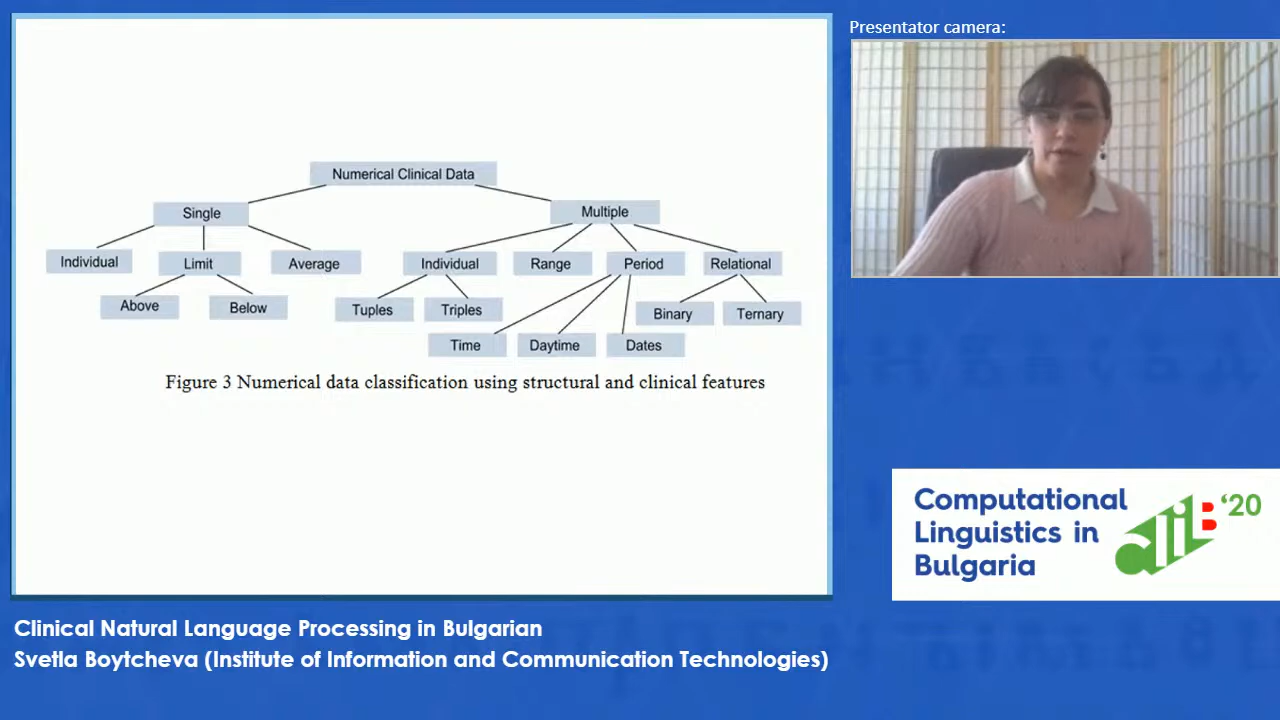 Presentator camera:
Numerical Clinical Data
Single
Multiple
Individual
Limit
Average
Individual
Range
Period
Relational
Above
Below
Tuples
Triples
Binary
Ternary
Time
Daytime
Dates
Figure 3 Numerical data classification using structural and clinical features
Computational
Linguistics in
Bulgaria
cliB '20
Clinical Natural Language Processing in Bulgarian
Svetla Boytcheva (Institute of Information and Communication Technologies)